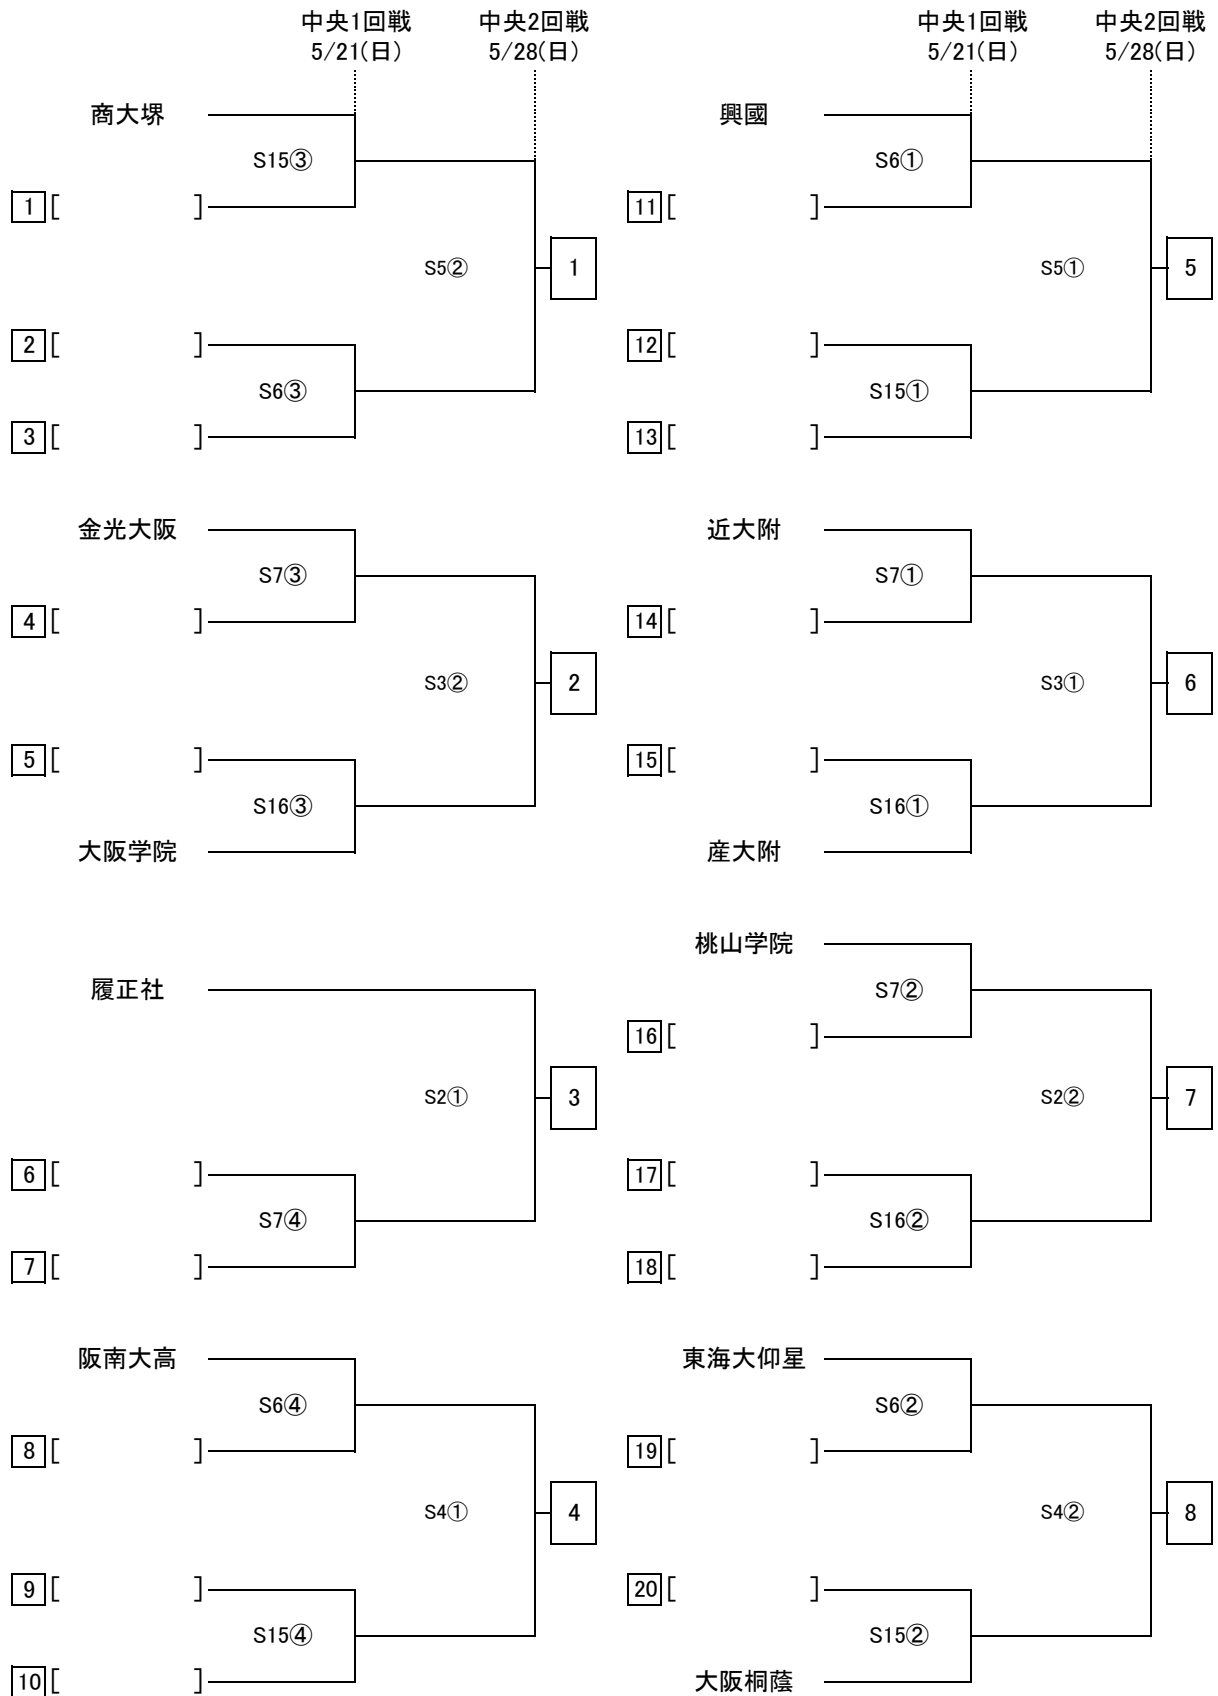 中央1回戦 中央2回戦
5/21(日) 5/28(日)
商大堺
S15③
1 [ ]
S5② 1
2 [ ]
S6③
3 [ ]
金光大阪
S7③
4 [ ]
S3② 2
5 [ ]
S16③
大阪学院
履正社
S2① 3
6 [ ]
S7④
7 [ ]
阪南大高
S6④
8 [ ]
S4① 4
9 [ ]
S15④
10 [ ]
中央1回戦 中央2回戦
5/21(日) 5/28(日)
興國
S6①
11 [ ]
S5① 5
12 [ ]
S15①
13 [ ]
近大附
S7①
14 [ ]
S3① 6
15 [ ]
S16①
産大附
桃山学院
S7②
16 [ ]
S2② 7
17 [ ]
S16②
18 [ ]
東海大仰星
S6②
19 [ ]
S4② 8
20 [ ]
S15②
大阪桐蔭